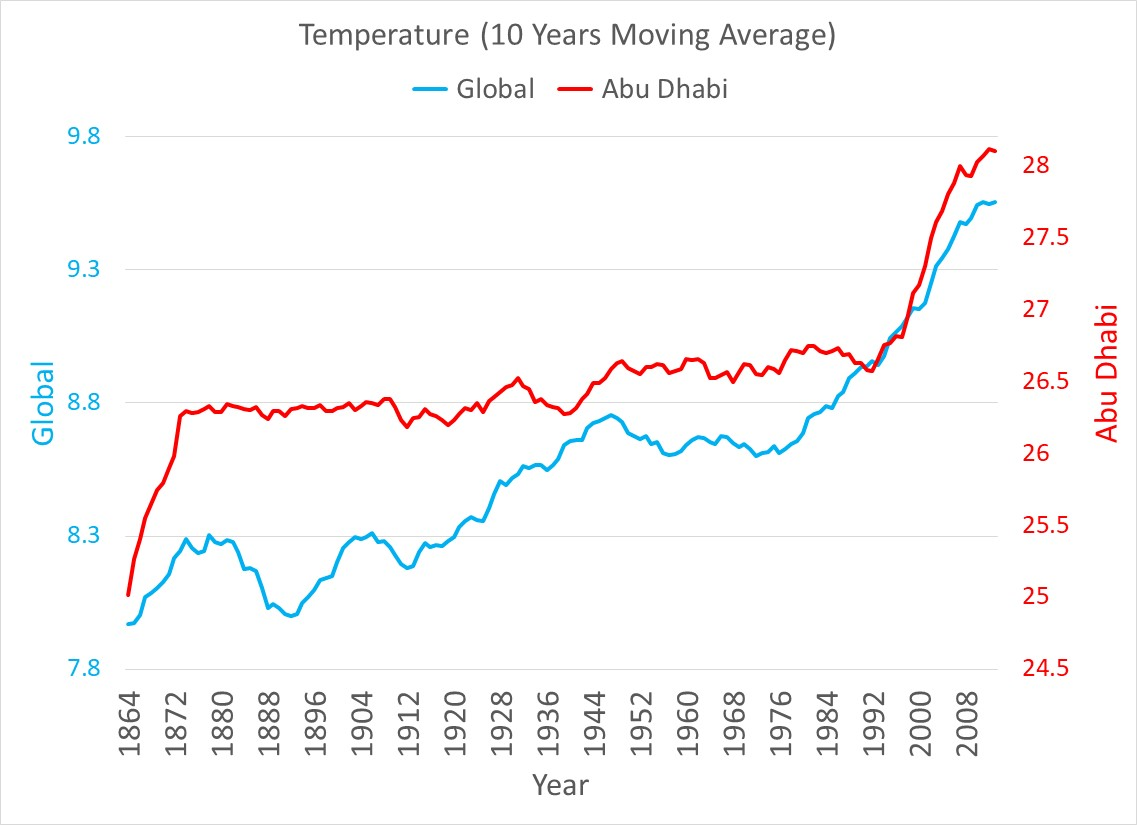 Temperature (10 Years Moving Average)
Global Abu Dhabi
9.8
9.3
8.8
8.3
7.8
Global
28
27.5
27
26.5
26
25.5
25
24.5
Abu Dhabi
1864 1872 1880 1888 1896 1904 1912 1920 1928 1936 1944 1952 1960 1968 1976 1984 1992 2000 2008
Year